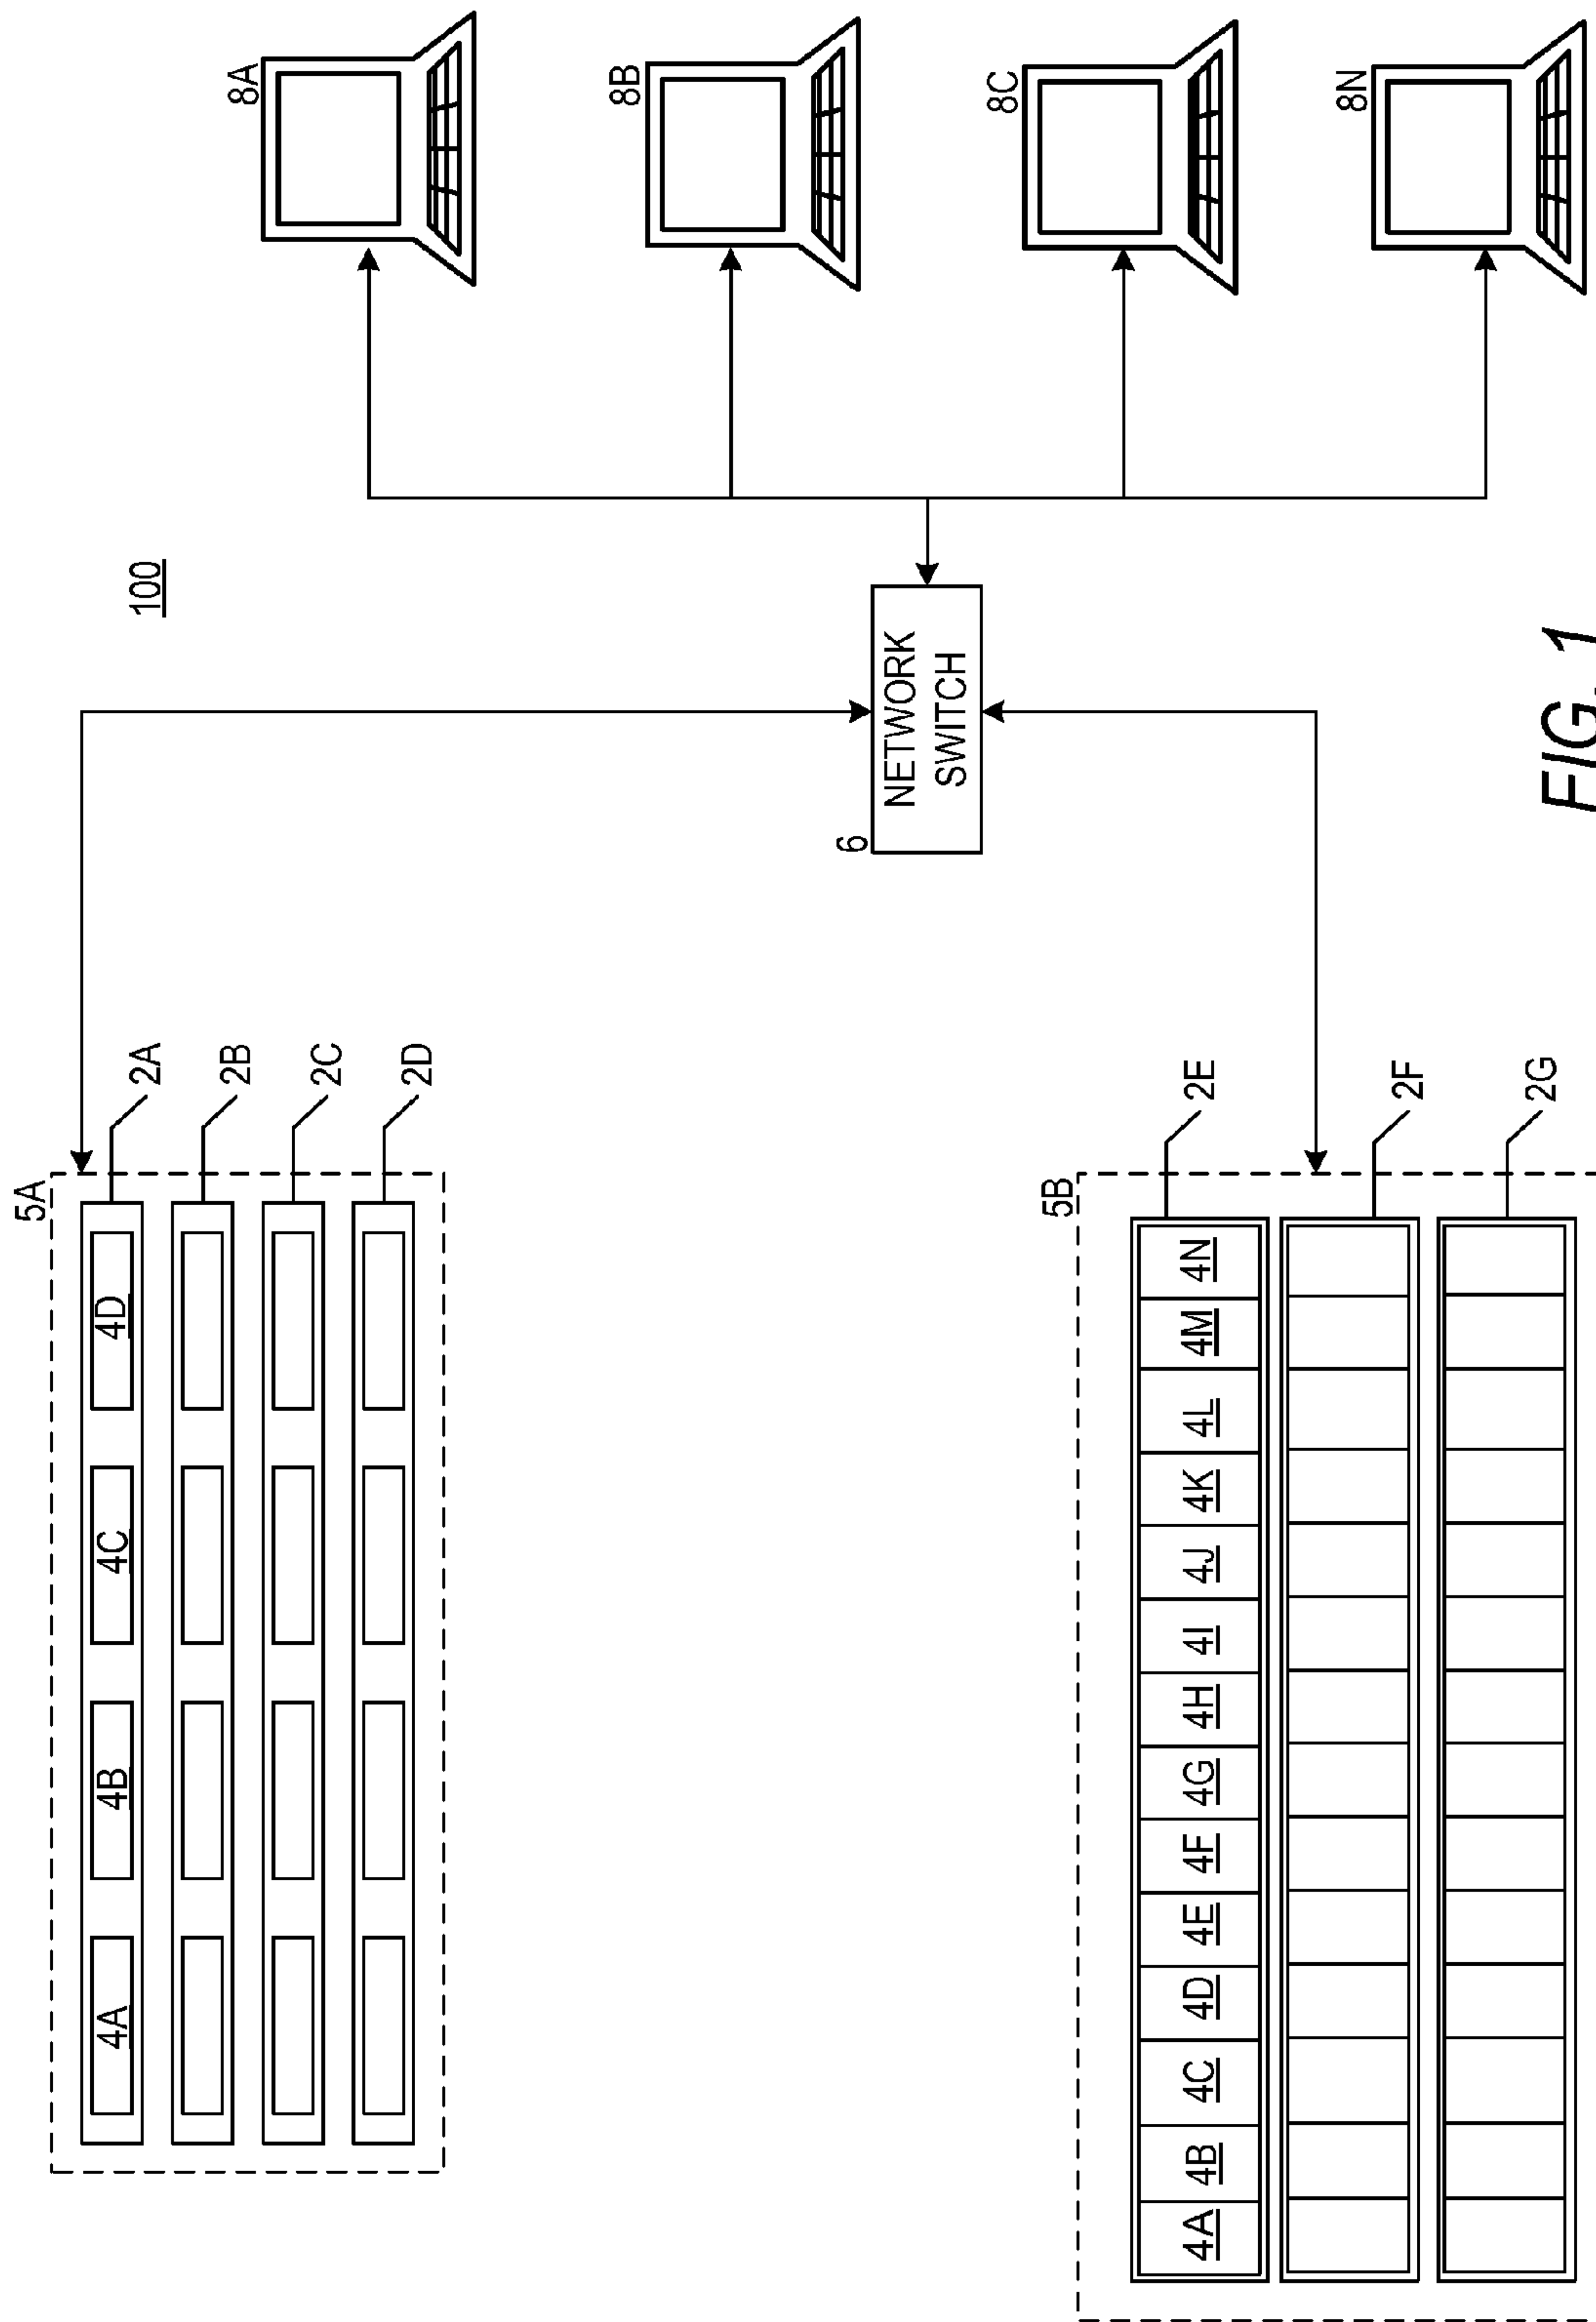 100
5A
4A 4B 4C 4D
2A
2B
2C
2D
8A
8B
8C
8N
6
NETWORK
SWITCH
5B
4A 4B 4C 4D 4E 4F 4G 4H 4I 4J 4K 4L 4M 4N
2E
2F
2G
FIG. 1